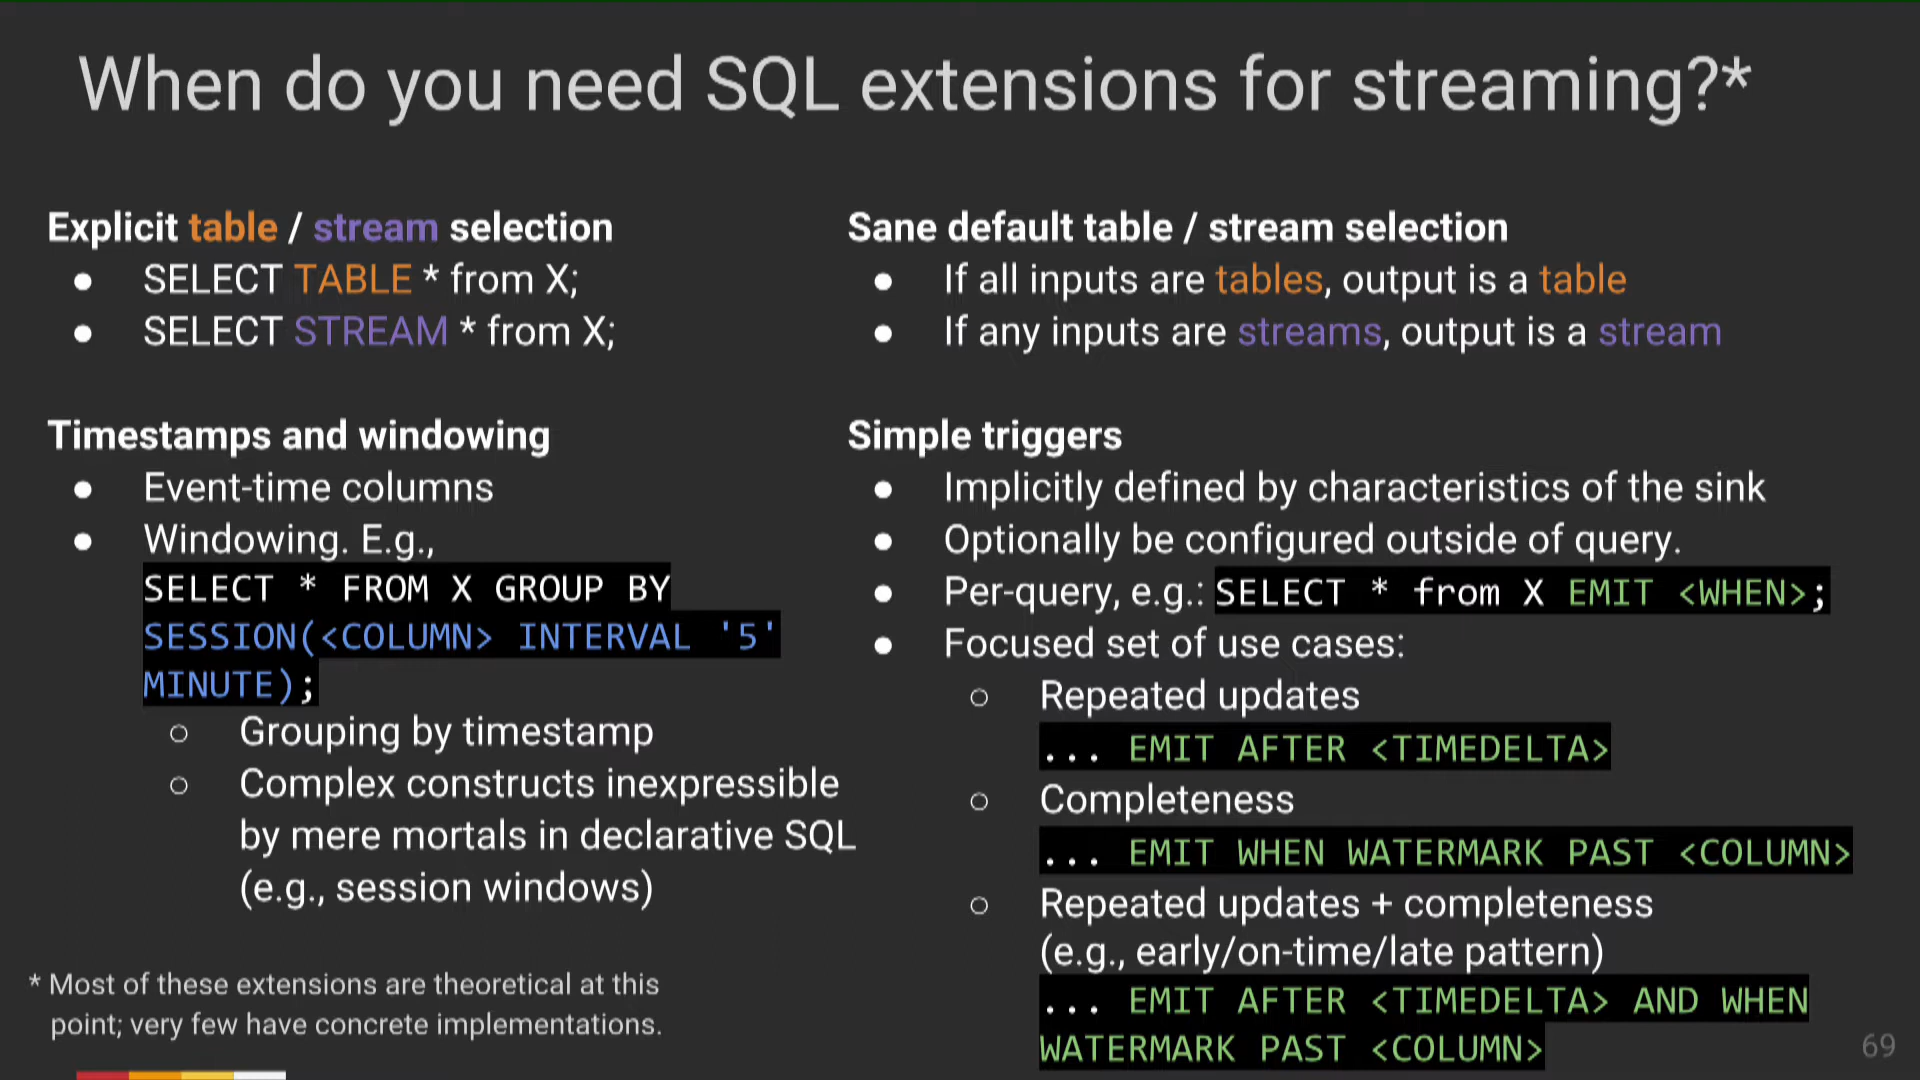 When do you need SQL extensions for streaming?*
Explicit table / stream selection
● SELECT TABLE * from X;
● SELECT STREAM * from X;
Timestamps and windowing
● Event-time columns
● Windowing. E.g.,
SELECT * FROM X GROUP BY
SESSION(<COLUMN> INTERVAL '5'
MINUTE);
○ Grouping by timestamp
○ Complex constructs inexpressible
by mere mortals in declarative SQL
(e.g., session windows)
* Most of these extensions are theoretical at this
point; very few have concrete implementations.
Sane default table / stream selection
● If all inputs are tables, output is a table
● If any inputs are streams, output is a stream
Simple triggers
● Implicitly defined by characteristics of the sink
● Optionally be configured outside of query.
● Per-query, e.g.: SELECT * from X EMIT <WHEN>;
● Focused set of use cases:
○ Repeated updates
... EMIT AFTER <TIMEDELTA>
○ Completeness
... EMIT WHEN WATERMARK PAST <COLUMN>
○ Repeated updates + completeness
(e.g., early/on-time/late pattern)
... EMIT AFTER <TIMEDELTA> AND WHEN
WATERMARK PAST <COLUMN>
69